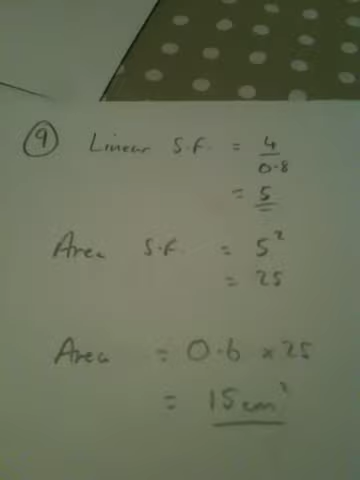 9 Linear S.F. = 4/0.8
= 5
Area S.F. = 5²
= 25
Area = 0.6 × 25
= 15cm²